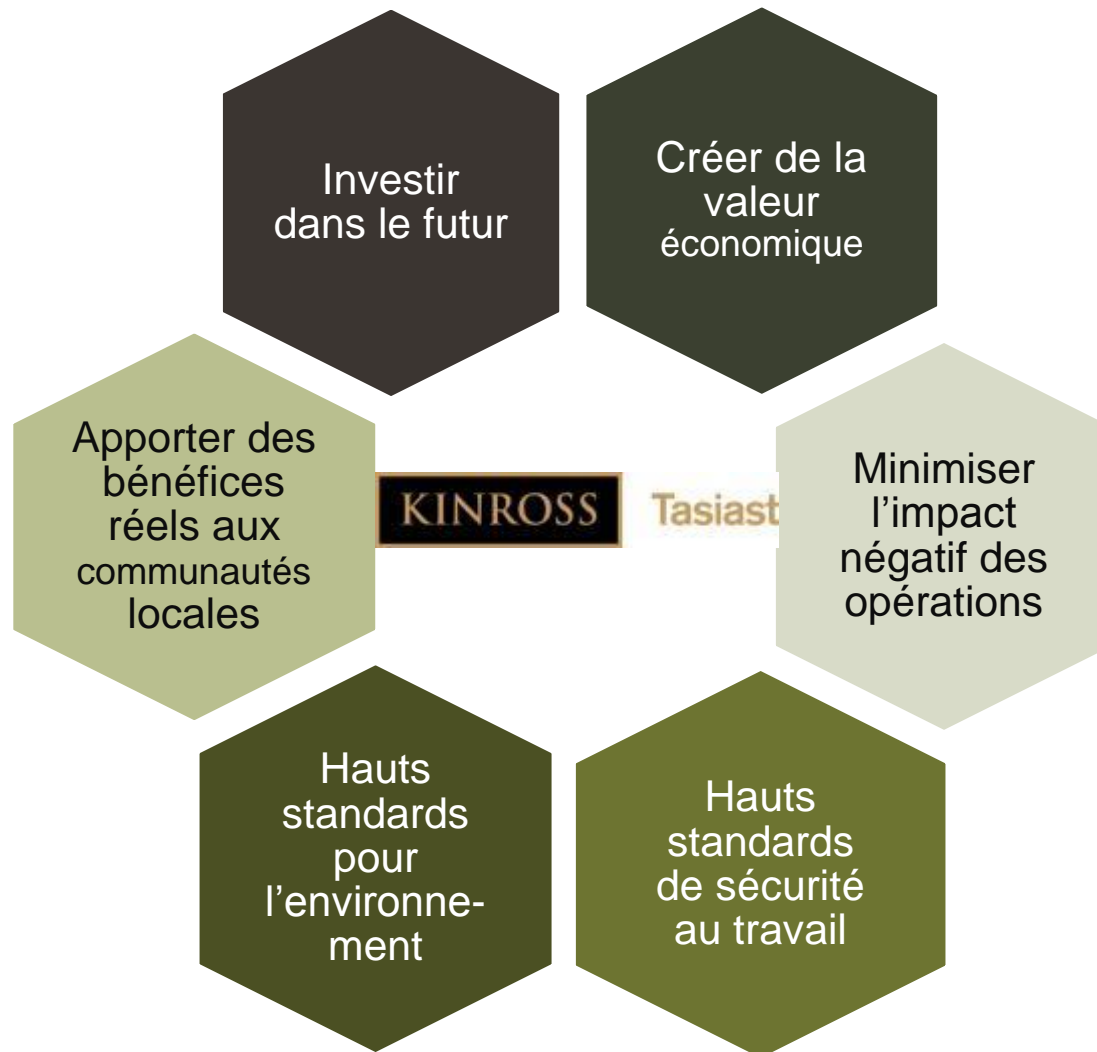 Investir
dans le futur
Créer de la
valeur
économique
Apporter des
bénéfices
réels aux
communautés
locales
KINROSS Tasiast
Minimiser
l’impact
négatif des
opérations
Hauts
standards
pour
l’environne-
ment
Hauts
standards
de sécurité
au travail